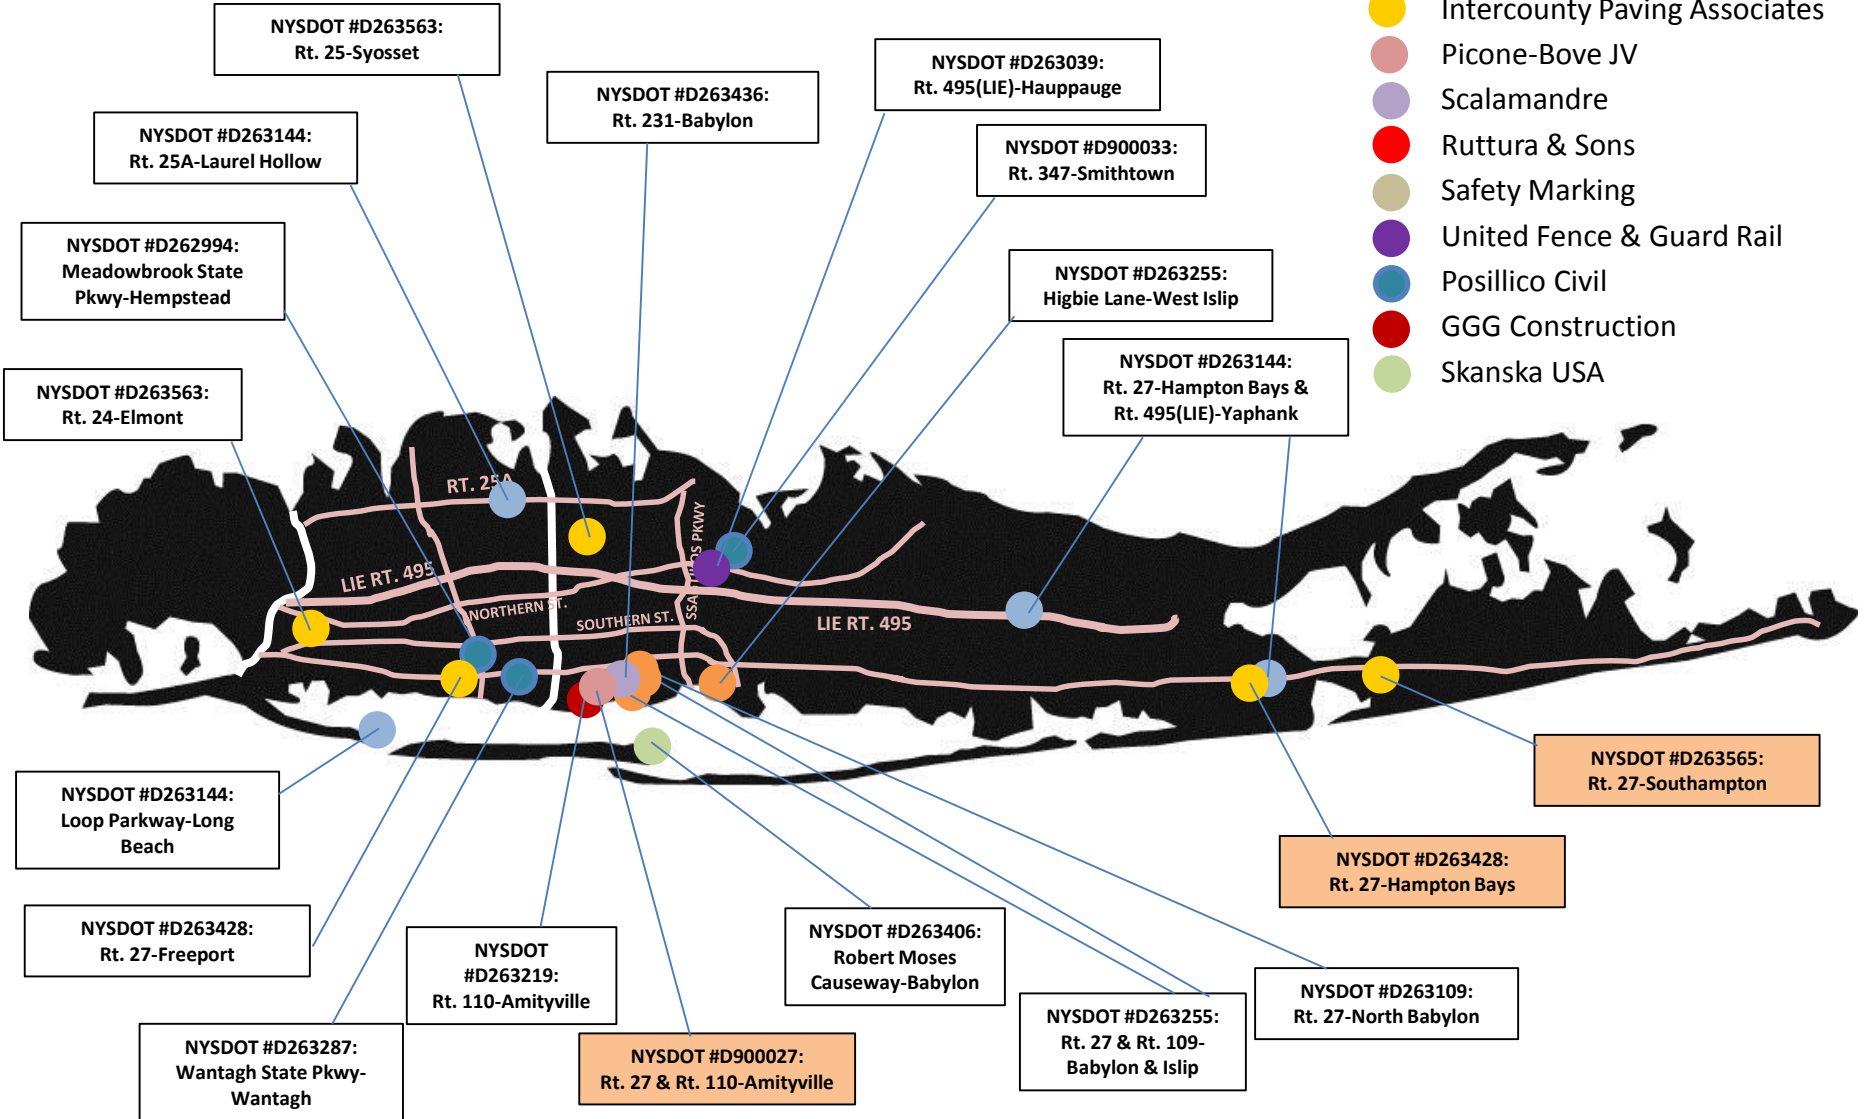 NYSDOT #D263563:
Rt. 25-Syosset
NYSDOT #D263436:
Rt. 231-Babylon
NYSDOT #D263039:
Rt. 495(LIE)-Hauppauge
NYSDOT #D263144:
Rt. 25A-Laurel Hollow
NYSDOT #D900033:
Rt. 347-Smithtown
NYSDOT #D262994:
Meadowbrook State
Pkwy-Hempstead
NYSDOT #D263255:
Higbie Lane-West Islip
NYSDOT #D263144:
Rt. 27-Hampton Bays &
Rt. 495(LIE)-Yaphank
NYSDOT #D263563:
Rt. 24-Elmont
Intercounty Paving Associates
Picone-Bove JV
Scalamandre
Ruttura & Sons
Safety Marking
United Fence & Guard Rail
Posillico Civil
GGG Construction
Skanska USA
RT. 25A
LIE RT. 495
NORTHERN ST.
SOUTHERN ST.
PKWY
LIE RT. 495
NYSDOT #D263144:
Loop Parkway-Long
Beach
NYSDOT #D263428:
Rt. 27-Freeport
NYSDOT #D263287:
Wantagh State Pkwy-
Wantagh
NYSDOT
#D263219:
Rt. 110-Amityville
NYSDOT #D900027:
Rt. 27 & Rt. 110-Amityville
NYSDOT #D263406:
Robert Moses
Causeway-Babylon
NYSDOT #D263255:
Rt. 27 & Rt. 109-
Babylon & Islip
NYSDOT #D263109:
Rt. 27-North Babylon
NYSDOT #D263428:
Rt. 27-Hampton Bays
NYSDOT #D263565:
Rt. 27-Southampton